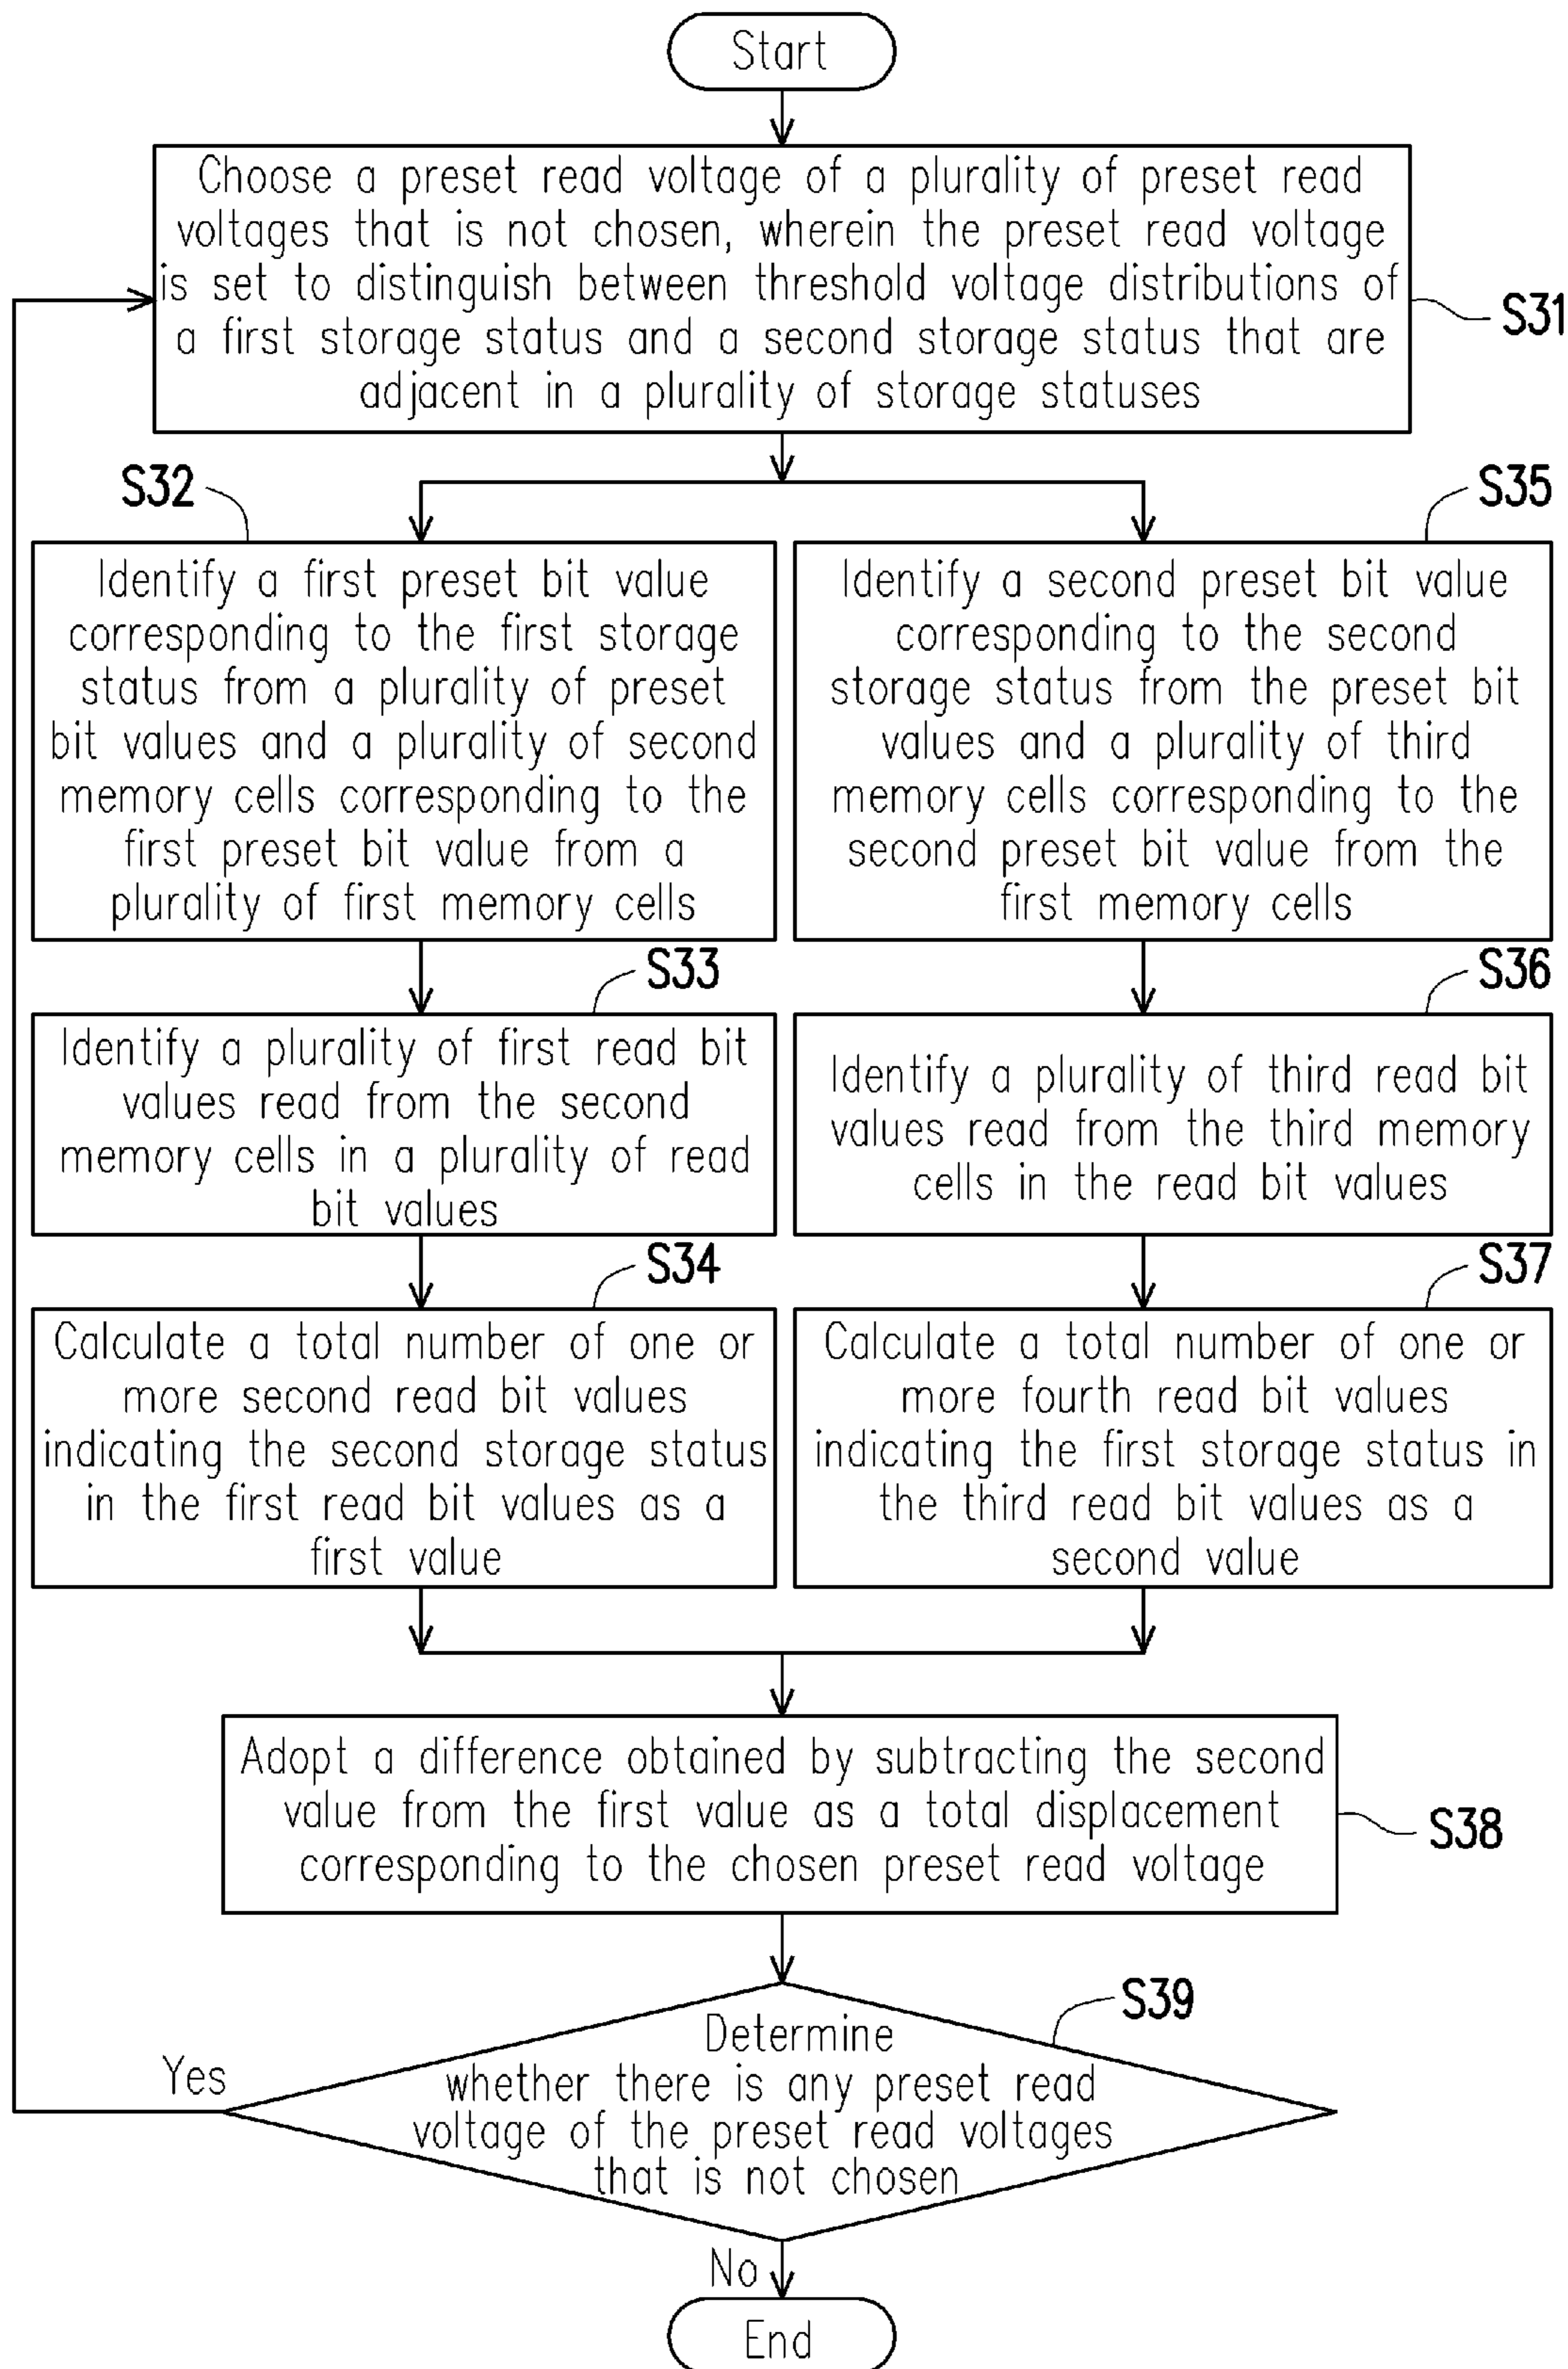 Start
Choose a preset read voltage of a plurality of preset read
voltages that is not chosen, wherein the preset read voltage
is set to distinguish between threshold voltage distributions of
a first storage status and a second storage status that are
adjacent in a plurality of storage statuses
S31
S32
Identify a first preset bit value
corresponding to the first storage
status from a plurality of preset
bit values and a plurality of second
memory cells corresponding to the
first preset bit value from a
plurality of first memory cells
S35
Identify a second preset bit value
corresponding to the second
storage status from the preset bit
values and a plurality of third
memory cells corresponding to the
second preset bit value from the
first memory cells
S33
Identify a plurality of first read bit
values read from the second
memory cells in a plurality of read
bit values
S36
Identify a plurality of third read bit
values read from the third memory
cells in the read bit values
S34
Calculate a total number of one or
more second read bit values
indicating the second storage status
in the first read bit values as a
first value
S37
Calculate a total number of one or
more fourth read bit values
indicating the first storage status in
the third read bit values as a
second value
Adopt a difference obtained by subtracting the second
value from the first value as a total displacement
corresponding to the chosen preset read voltage
S38
S39
Determine
whether there is any preset read
voltage of the preset read voltages
that is not chosen
Yes
No
End